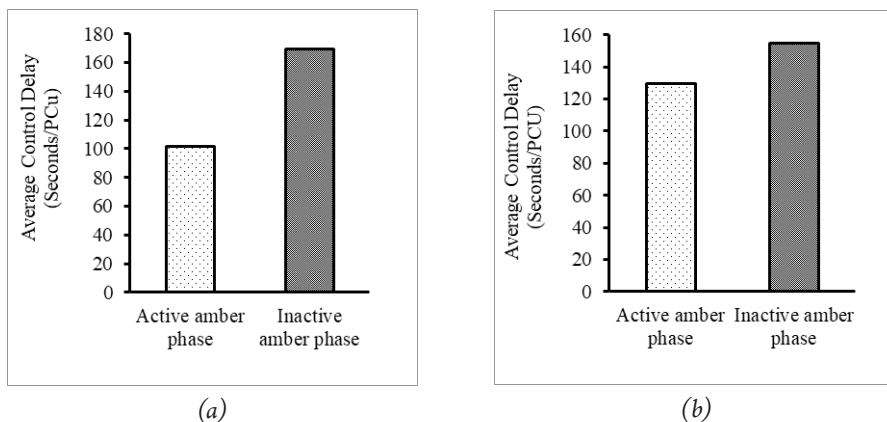 Average Control Delay
(Seconds/PCu)
180
160
140
120
100
80
60
40
20
0
Active amber
phase
Inactive
amber phase
(a)
Average Control Delay
(Seconds/PCU)
160
140
120
100
80
60
40
20
0
Active amber
phase
Inactive amber
phase
(b)